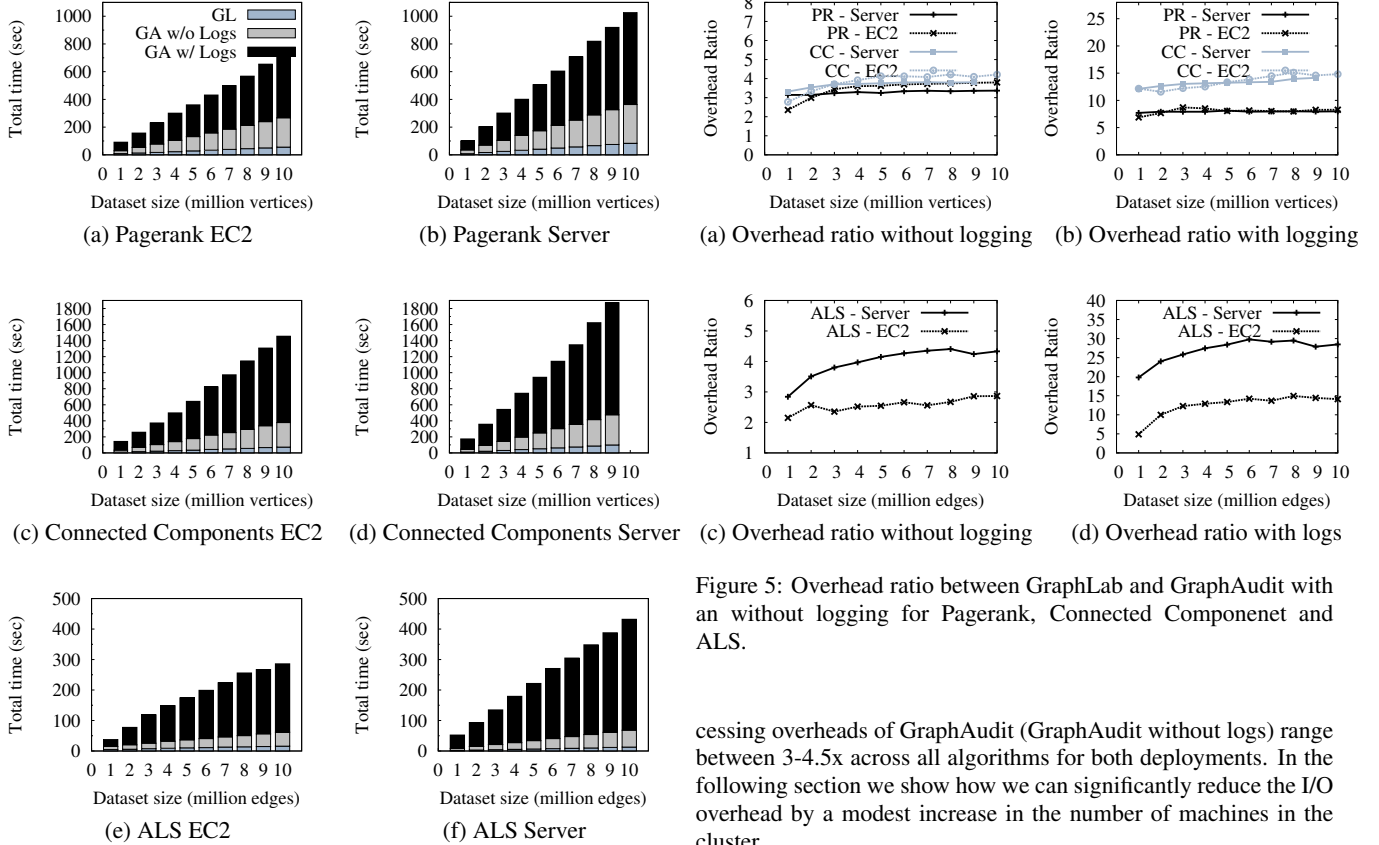 GL
GA w/o Logs
GA w/ Logs
Total time (sec)
1000
800
600
400
200
0
0 1 2 3 4 5 6 7 8 9 10
Dataset size (million vertices)
(a) Pagerank EC2
Total time (sec)
1000
800
600
400
200
0
0 1 2 3 4 5 6 7 8 9 10
Dataset size (million vertices)
(b) Pagerank Server
Total time (sec)
1800
1600
1400
1200
1000
800
600
400
200
0
0 1 2 3 4 5 6 7 8 9 10
Dataset size (million vertices)
(c) Connected Components EC2
Total time (sec)
1800
1600
1400
1200
1000
800
600
400
200
0
0 1 2 3 4 5 6 7 8 9 10
Dataset size (million vertices)
(d) Connected Components Server
Total time (sec)
500
400
300
200
100
0
0 1 2 3 4 5 6 7 8 9 10
Dataset size (million edges)
(e) ALS EC2
Total time (sec)
500
400
300
200
100
0
0 1 2 3 4 5 6 7 8 9 10
Dataset size (million edges)
(f) ALS Server
PR - Server
PR - EC2
CC - Server
CC - EC2
Overhead Ratio
8
7
6
5
4
3
2
1
0
0 1 2 3 4 5 6 7 8 9 10
Dataset size (million vertices)
(a) Overhead ratio without logging
PR - Server
PR - EC2
CC - Server
CC - EC2
Overhead Ratio
25
20
15
10
5
0
0 1 2 3 4 5 6 7 8 9 10
Dataset size (million vertices)
(b) Overhead ratio with logging
ALS - Server
ALS - EC2
Overhead Ratio
6
5
4
3
2
1
0 1 2 3 4 5 6 7 8 9 10
Dataset size (million edges)
(c) Overhead ratio without logging
ALS - Server
ALS - EC2
Overhead Ratio
40
35
30
25
20
15
10
5
0
0 1 2 3 4 5 6 7 8 9 10
Dataset size (million edges)
(d) Overhead ratio with logs
Figure 5: Overhead ratio between GraphLab and GraphAudit with
an without logging for Pagerank, Connected Componenet and
ALS.
cessing overheads of GraphAudit (GraphAudit without logs) range
between 3-4.5x across all algorithms for both deployments. In the
following section we show how we can significantly reduce the I/O
overhead by a modest increase in the number of machines in the
cluster